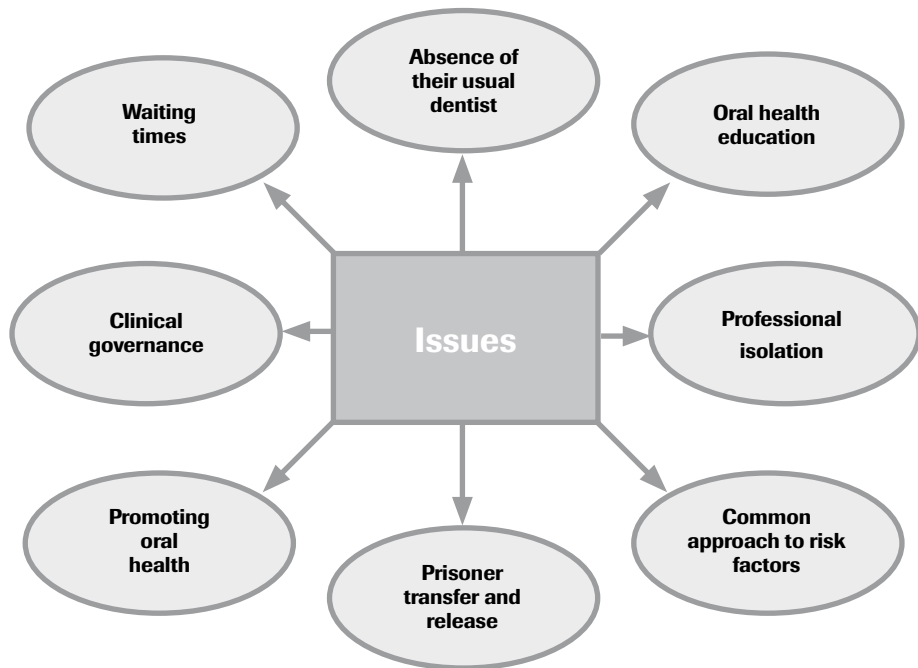 Absence of
their usual
dentist
Waiting
times
Oral health
education
Clinical
governance
Issues
Professional
isolation
Promoting
oral
health
Prisoner
transfer and
release
Common
approach to risk
factors